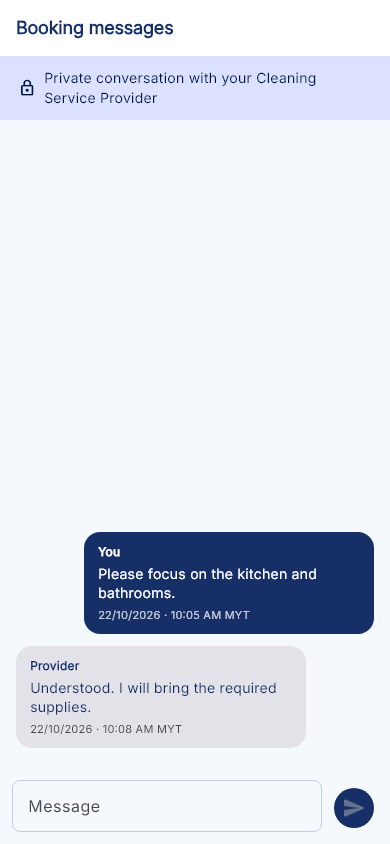 Booking messages
Private conversation with your Cleaning
Service Provider
You
Please focus on the kitchen and
bathrooms.
22/10/2026 · 10:05 AM MYT
Provider
Understood. I will bring the required
supplies.
22/10/2026 · 10:08 AM MYT
Message